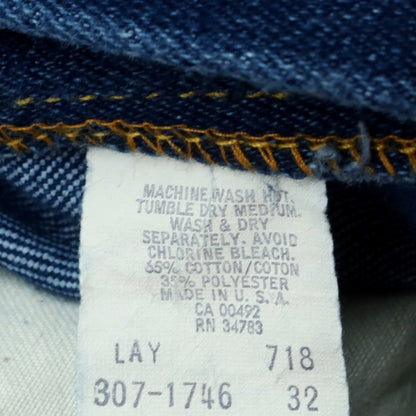 MACHINE WASH HOT.
TUMBLE DRY MEDIUM.
WASH & DRY
SEPARATELY. AVOID
CHLORINE BLEACH.
65% COTTON/COTON
35% POLYESTER
MADE IN U.S.A.
CA 00492
RN 34783
LAY 718
307-1746 32